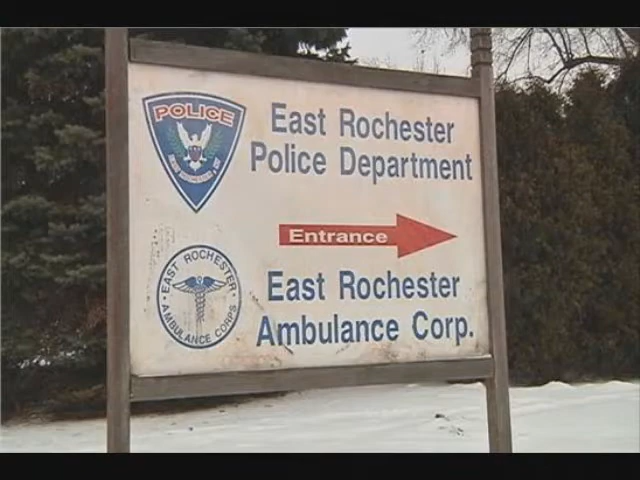 POLICE
East Rochester
Police Department
Entrance
EAST ROCHESTER
AMBULANCE CORPS
East Rochester
Ambulance Corp.